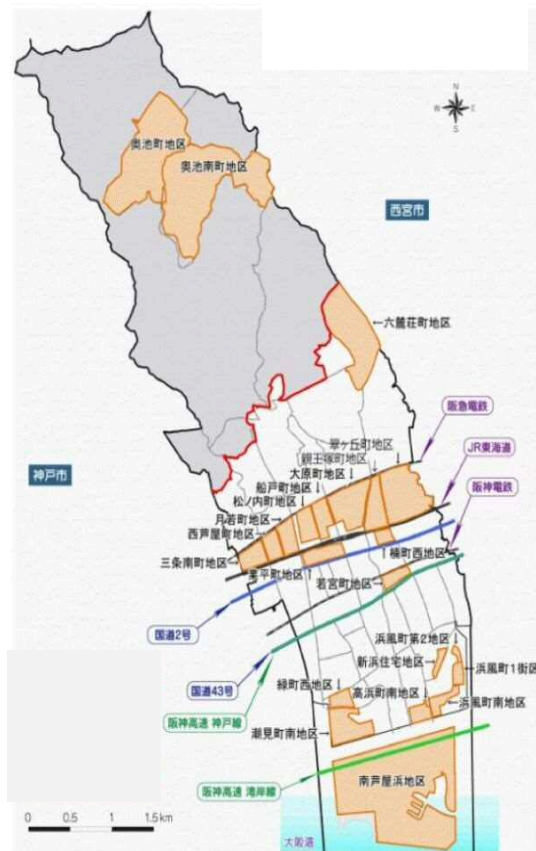 N
W E
S
奥池町地区
奥池南町地区
西宮市
←六麓荘町地区
翠ヶ丘町地区
阪急電鉄
親王塚町地区
大原町地区↓
JR東海道
船戸町地区↓
神戸市
松ノ内町地区
阪神電鉄
月若町地区→
西芦屋町地区
三条南町地区
業平町地区↑
↑楠町西地区
若宮町地区
国道2号
浜風町第2地区↓
新浜住宅地区
浜風町1街区
国道43号
緑町西地区
高浜町南地区
浜風町南地区
阪神高速 神戸線
潮見町南地区→
南芦屋浜地区
阪神高速 湾岸線
0 0.5 1 1.5km
大阪湾